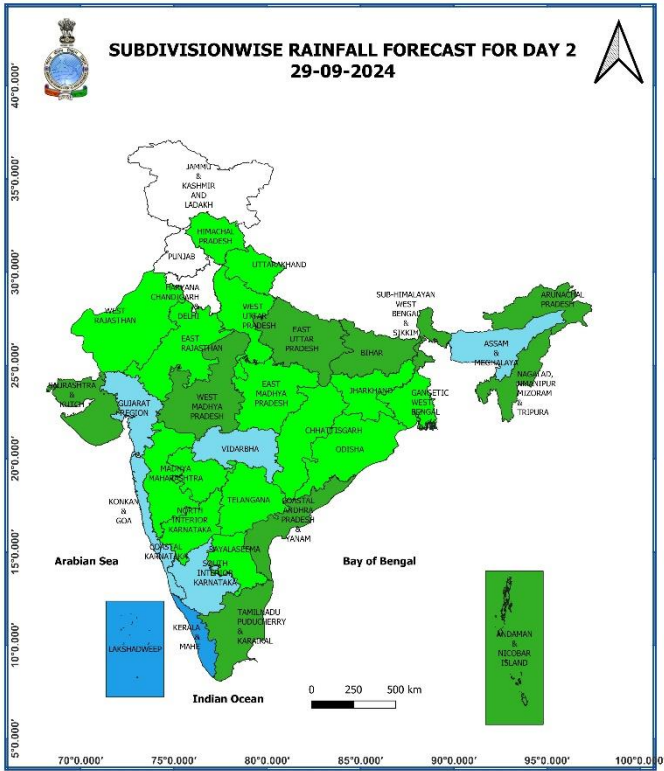 SUBDIVISIONWISE RAINFALL FORECAST FOR DAY 2
29-09-2024
40°0.000'
35°0.000'
30°0.000'
25°0.000'
20°0.000'
15°0.000'
10°0.000'
5°0.000'
JAMMU
&
KASHMIR
AND
LADAKH
HIMACHAL
PRADESH
PUNJAB
UTTARAKHAND
HARYANA
CHANDIGARH
DELHI
WEST
RAJASTHAN
WEST
UTTAR
PRADESH
EAST
RAJASTHAN
EAST
UTTAR
PRADESH
BIHAR
SUB-HIMALAYAN
WEST
BENGAL
&
SIKKIM
ARUNACHAL
PRADESH
ASSAM
&
MEGHALAYA
NAGALAD,
MANIPUR
MIZORAM
&
TRIPURA
SAURASHTRA
&
KUTCH
GUJARAT
REGION
WEST
MADHYA
PRADESH
EAST
MADHYA
PRADESH
JHARKHAND
GANGETIC
WEST
BENGAL
CHHATTISGARH
ODISHA
VIDARBHA
MADHYA
MAHARASHTRA
KONKAN
&
GOA
TELANGANA
NORTH
INTERIOR
KARNATAKA
COASTAL
ANDHRA
PRADESH
&
YANAM
COASTAL
KARNATAKA
RAYALASEEMA
SOUTH
INTERIOR
KARNATAKA
Arabian Sea
Bay of Bengal
TAMILNADU
PUDUCHERRY
&
KARAIKAL
KERALA
&
MAHE
LAKSHADWEEP
ANDAMAN
&
NICOBAR
ISLAND
Indian Ocean
0 250 500 km
70°0.000' 75°0.000' 80°0.000' 85°0.000' 90°0.000' 95°0.000' 100°0.000'